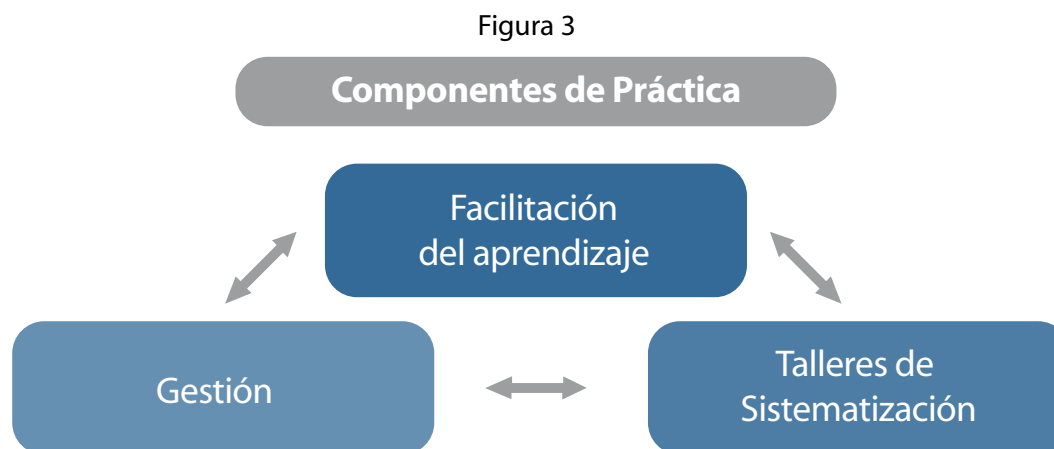 Figura 3
Componentes de Práctica
Facilitación
del aprendizaje
Gestión
Talleres de
Sistematización